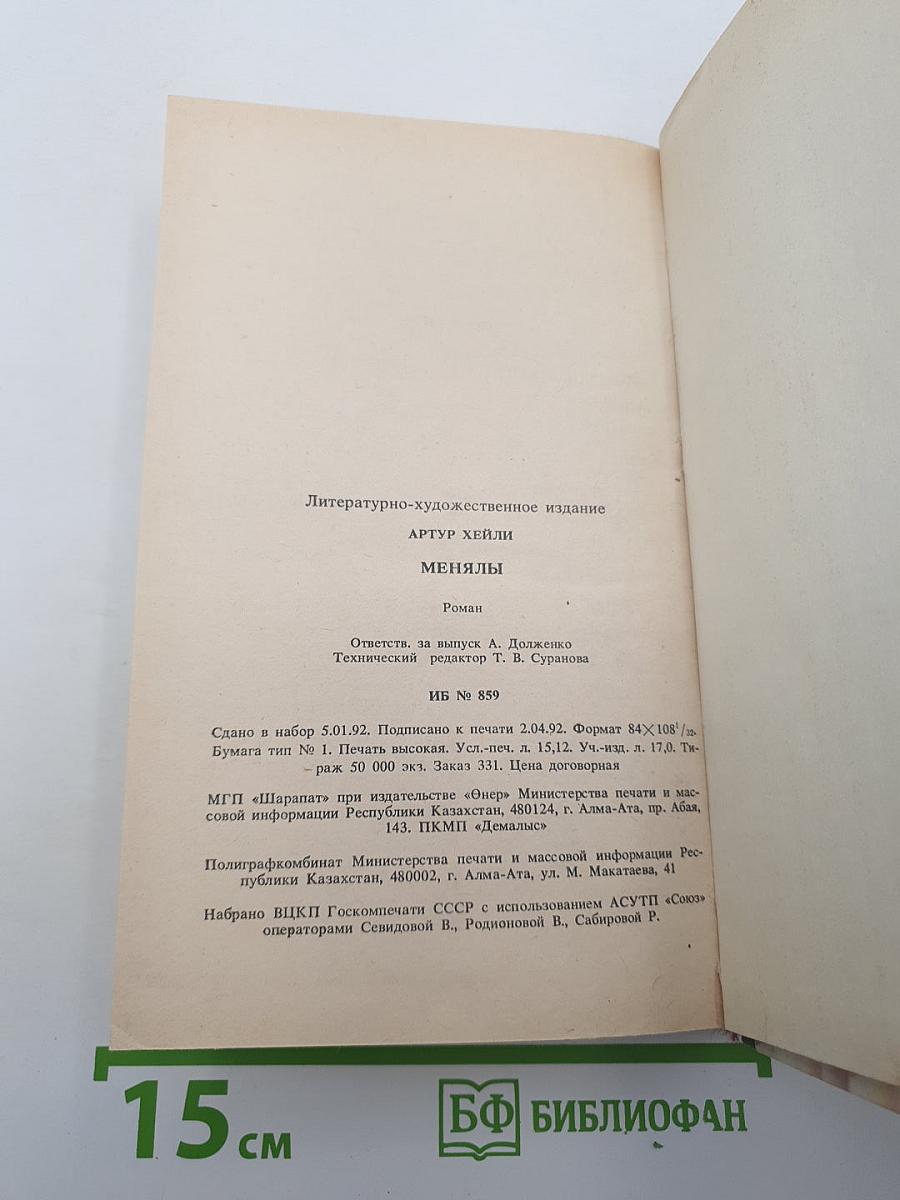 Литературно-художественное издание
АРТУР ХЕЙЛИ
МЕНЯЛЫ
Роман
Ответств. за выпуск А. Долженко
Технический редактор Т. В. Суранова
ИБ № 859
Сдано в набор 5.01.92. Подписано к печати 2.04.92. Формат 84×108¹/₃₂.
Бумага тип № 1. Печать высокая. Усл.-печ. л. 15,12. Уч.-изд. л. 17,0. Ти-
раж 50 000 экз. Заказ 331. Цена договорная
МГП «Шарапат» при издательстве «Өнер» Министерства печати и мас-
совой информации Республики Казахстан, 480124, г. Алма-Ата, пр. Абая,
143. ПКМП «Демалыс»
Полиграфкомбинат Министерства печати и массовой информации Рес-
публики Казахстан, 480002, г. Алма-Ата, ул. М. Макатаева, 41
Набрано ВЦКП Госкомпечати СССР с использованием АСУТП «Союз»
операторами Севидовой В., Родионовой В., Сабировой Р.
15 см
БФ БИБЛИОФАН